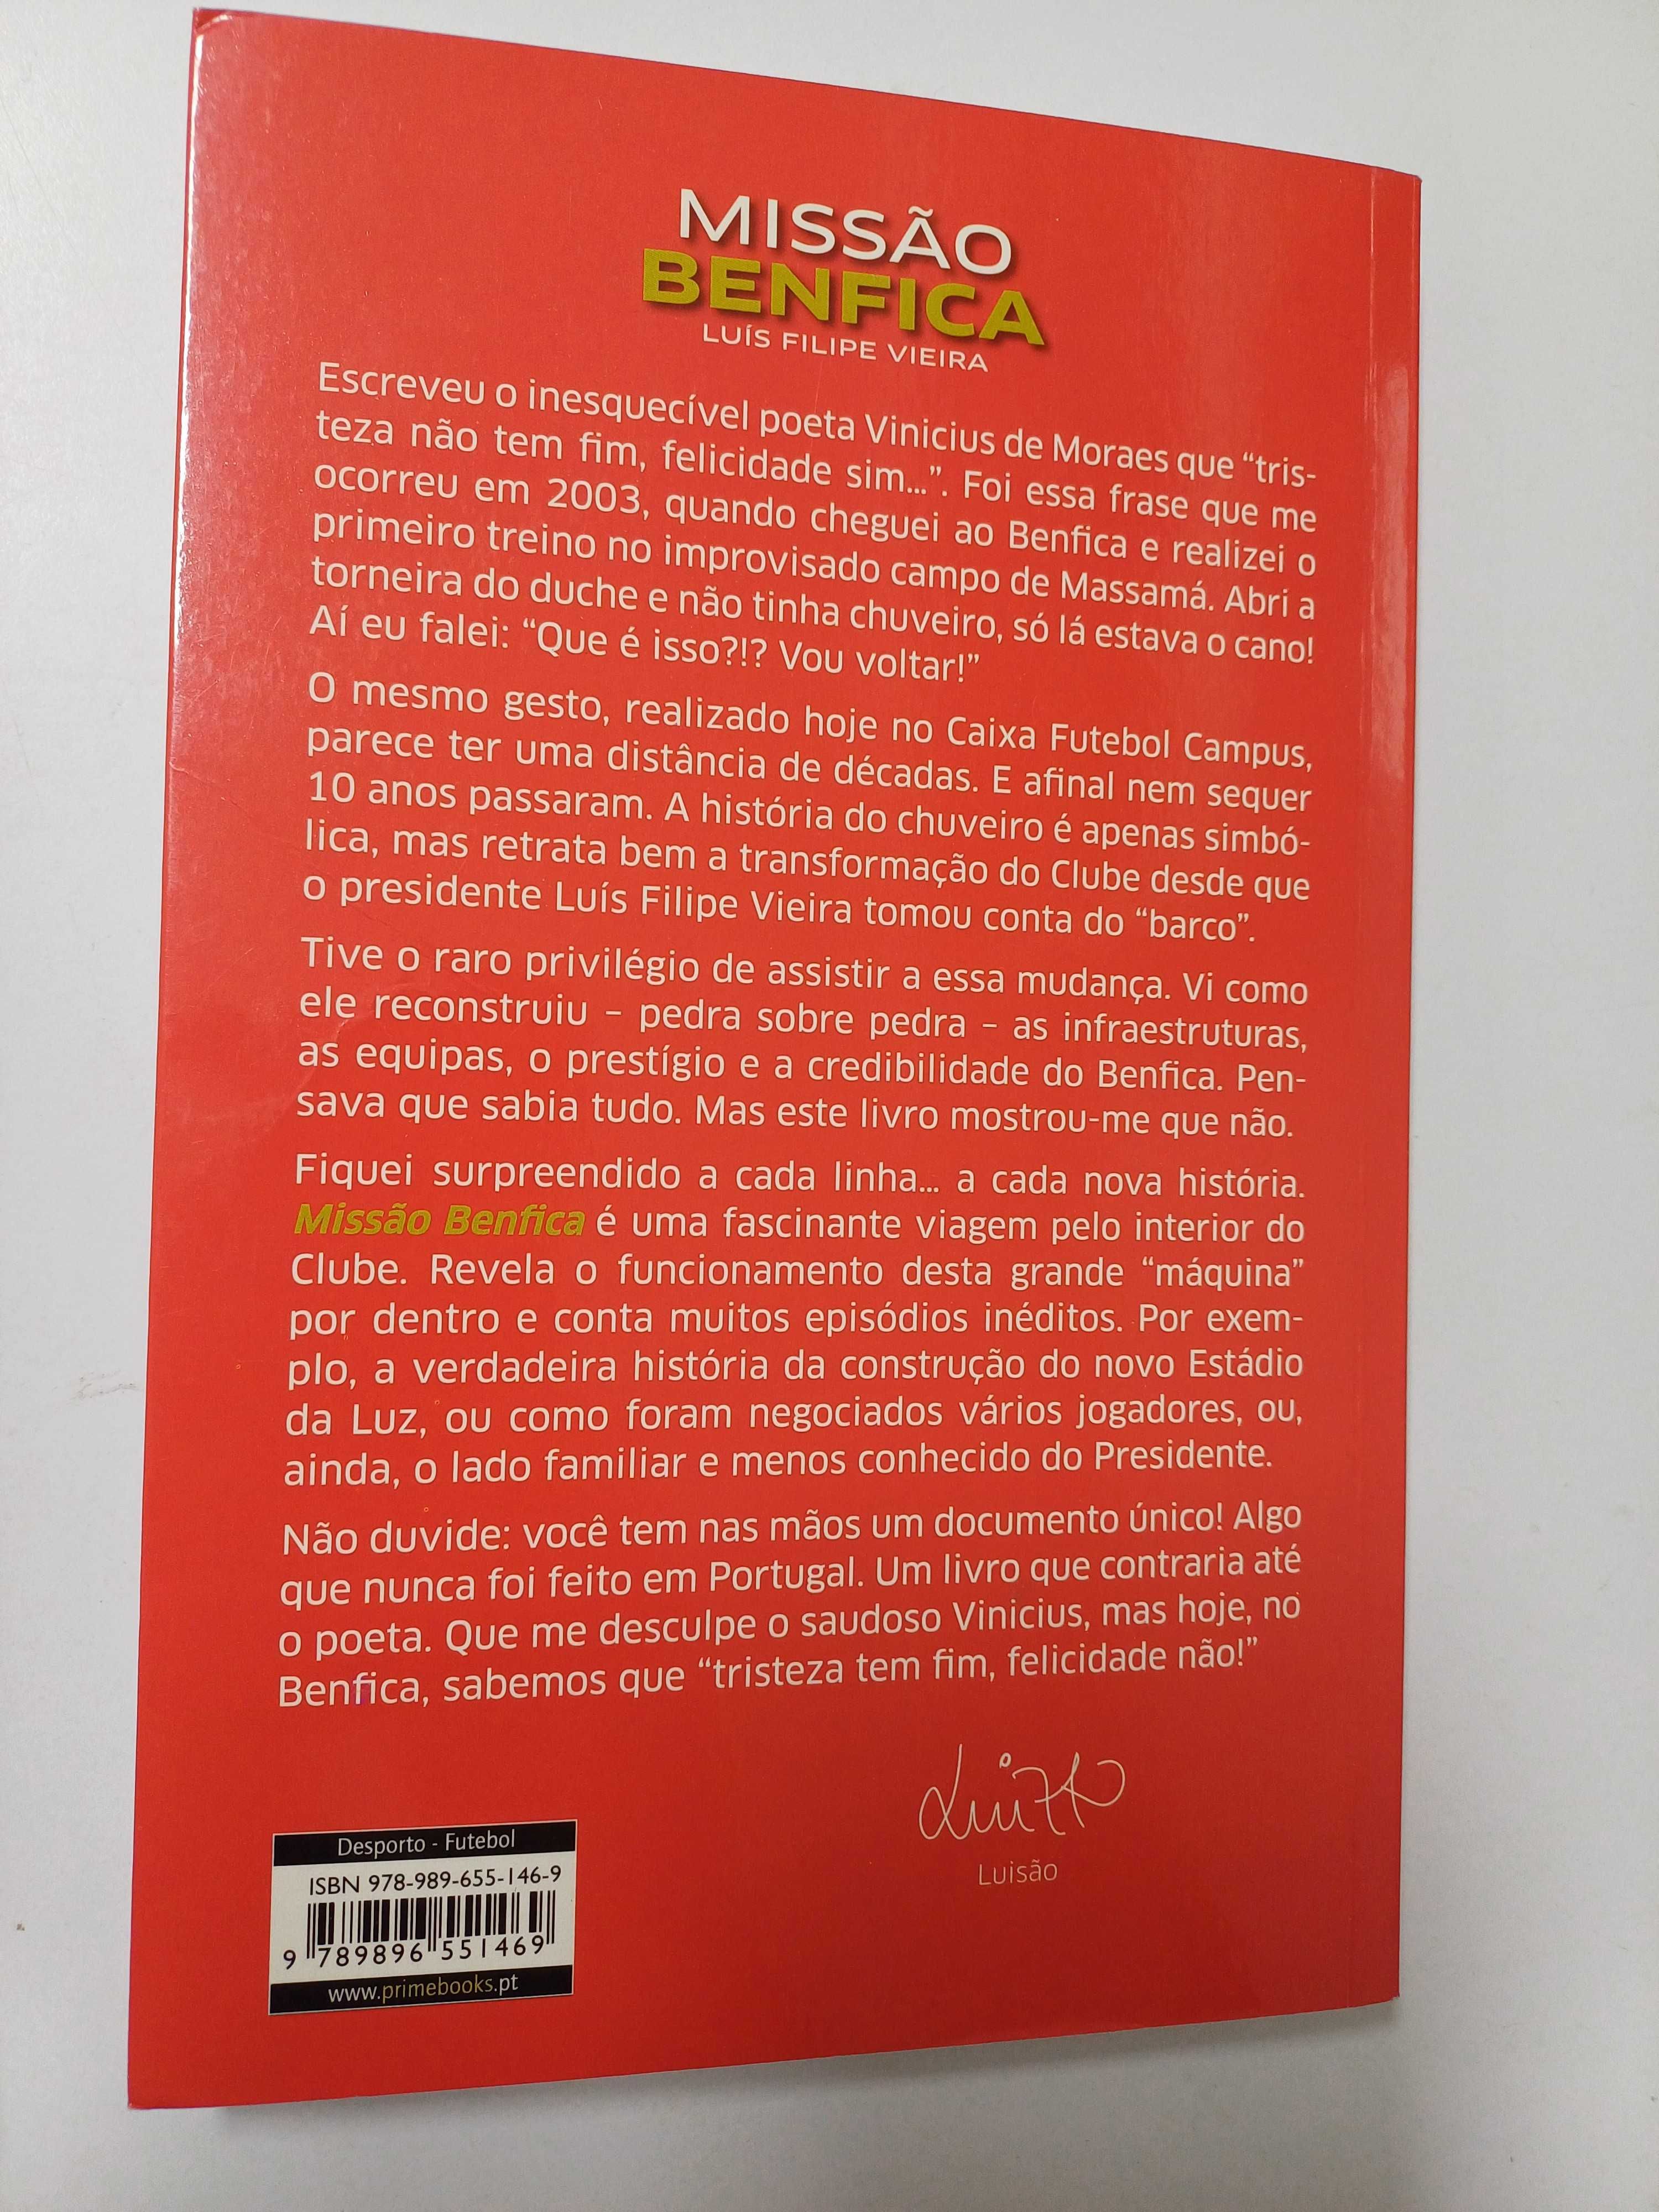 MISSÃO
BENFICA
LUÍS FILIPE VIEIRA
Escreveu o inesquecível poeta Vinicius de Moraes que “tris-
teza não tem fim, felicidade sim...”. Foi essa frase que me
ocorreu em 2003, quando cheguei ao Benfica e realizei o
primeiro treino no improvisado campo de Massamá. Abri a
torneira do duche e não tinha chuveiro, só lá estava o cano!
Aí eu falei: “Que é isso?!? Vou voltar!”
O mesmo gesto, realizado hoje no Caixa Futebol Campus,
parece ter uma distância de décadas. E afinal nem sequer
10 anos passaram. A história do chuveiro é apenas simbó-
lica, mas retrata bem a transformação do Clube desde que
o presidente Luís Filipe Vieira tomou conta do “barco”.
Tive o raro privilégio de assistir a essa mudança. Vi como
ele reconstruiu – pedra sobre pedra – as infraestruturas,
as equipas, o prestígio e a credibilidade do Benfica. Pen-
sava que sabia tudo. Mas este livro mostrou-me que não.
Fiquei surpreendido a cada linha... a cada nova história.
Missão Benfica é uma fascinante viagem pelo interior do
Clube. Revela o funcionamento desta grande “máquina”
por dentro e conta muitos episódios inéditos. Por exem-
plo, a verdadeira história da construção do novo Estádio
da Luz, ou como foram negociados vários jogadores, ou,
ainda, o lado familiar e menos conhecido do Presidente.
Não duvide: você tem nas mãos um documento único! Algo
que nunca foi feito em Portugal. Um livro que contraria até
o poeta. Que me desculpe o saudoso Vinicius, mas hoje, no
Benfica, sabemos que “tristeza tem fim, felicidade não!”
Luisão
Desporto - Futebol
ISBN 978-989-655-146-9
9 789896 551469
www.primebooks.pt